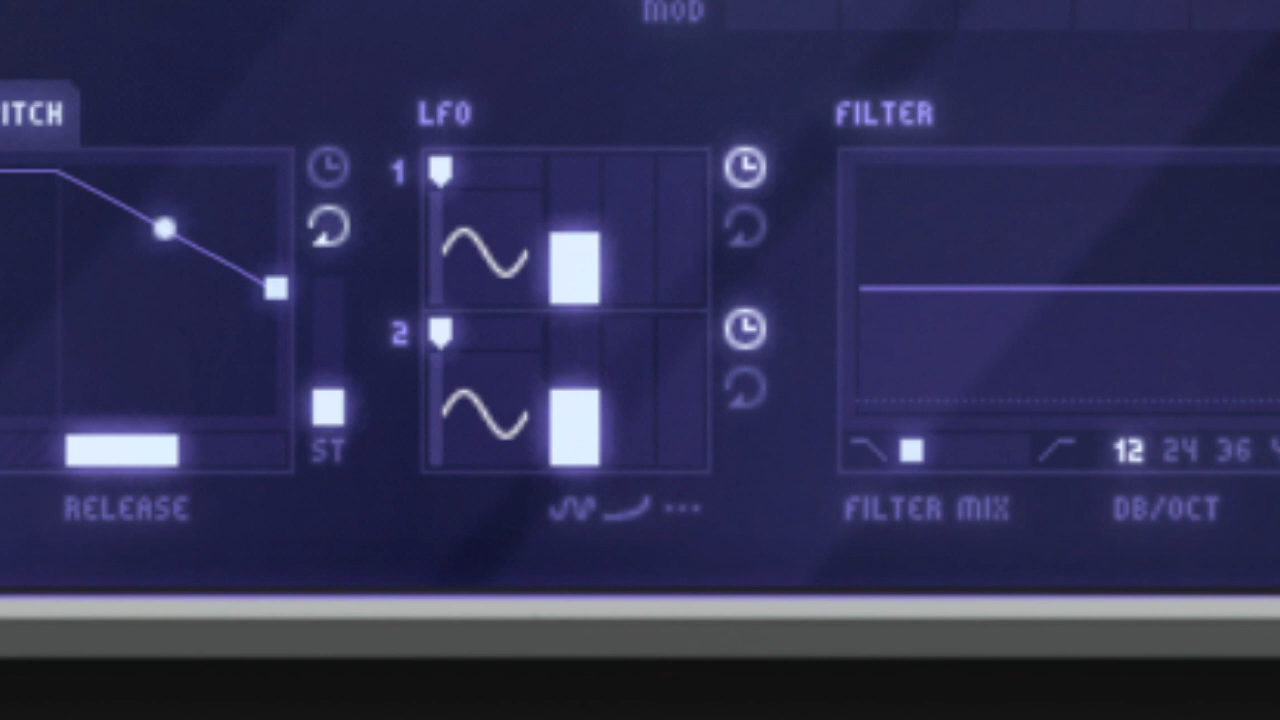 MOD
ITCH
LFO
FILTER
1
2
12 24 36
ST
RELEASE
FILTER MIX
DB/OCT